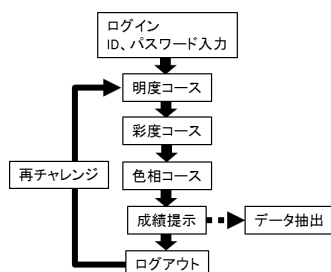 ログイン
ID、パスワード入力
明度コース
彩度コース
再チャレンジ
色相コース
成績提示
データ抽出
ログアウト